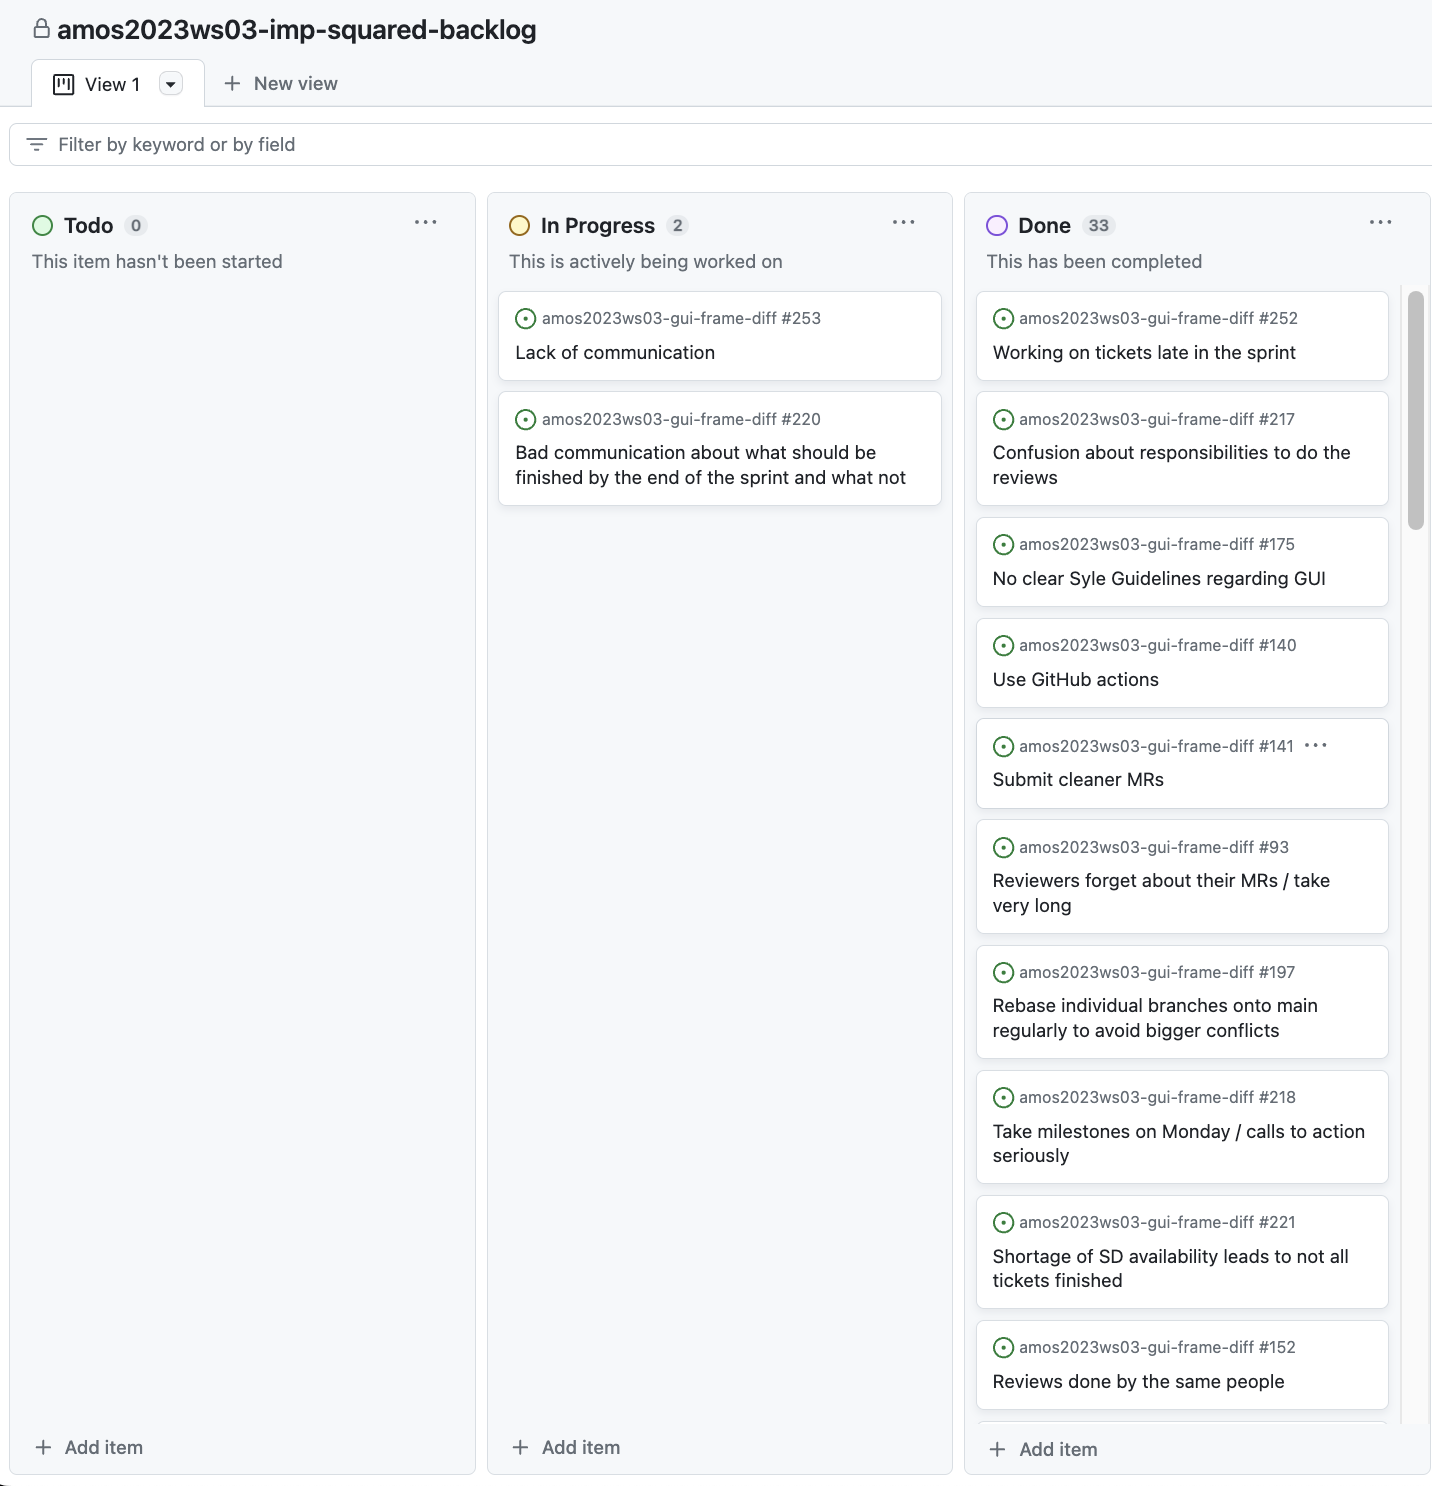 amos2023ws03-imp-squared-backlog
View 1
New view
Filter by keyword or by field
Todo 0
This item hasn't been started
Add item
In Progress 2
This is actively being worked on
amos2023ws03-gui-frame-diff #253
Lack of communication
amos2023ws03-gui-frame-diff #220
Bad communication about what should be
finished by the end of the sprint and what not
Add item
Done 33
This has been completed
amos2023ws03-gui-frame-diff #252
Working on tickets late in the sprint
amos2023ws03-gui-frame-diff #217
Confusion about responsibilities to do the
reviews
amos2023ws03-gui-frame-diff #175
No clear Syle Guidelines regarding GUI
amos2023ws03-gui-frame-diff #140
Use GitHub actions
amos2023ws03-gui-frame-diff #141
Submit cleaner MRs
amos2023ws03-gui-frame-diff #93
Reviewers forget about their MRs / take
very long
amos2023ws03-gui-frame-diff #197
Rebase individual branches onto main
regularly to avoid bigger conflicts
amos2023ws03-gui-frame-diff #218
Take milestones on Monday / calls to action
seriously
amos2023ws03-gui-frame-diff #221
Shortage of SD availability leads to not all
tickets finished
amos2023ws03-gui-frame-diff #152
Reviews done by the same people
Add item